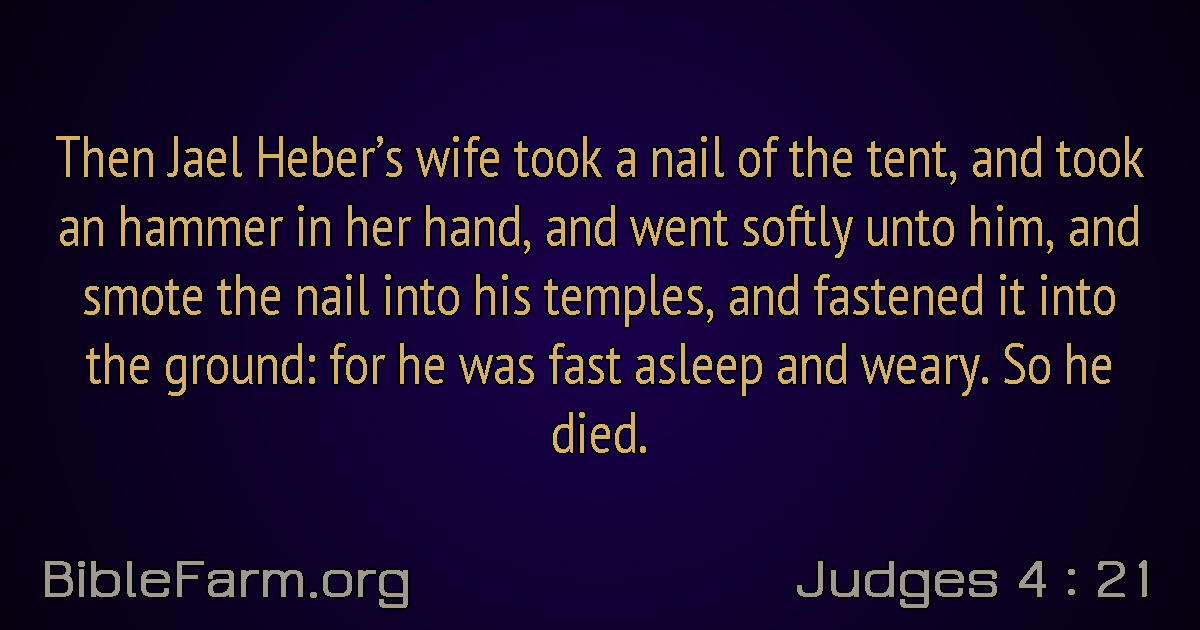 Then Jael Heber’s wife took a nail of the tent, and took
an hammer in her hand, and went softly unto him, and
smote the nail into his temples, and fastened it into
the ground: for he was fast asleep and weary. So he
died.
BibleFarm.org
Judges 4 : 21